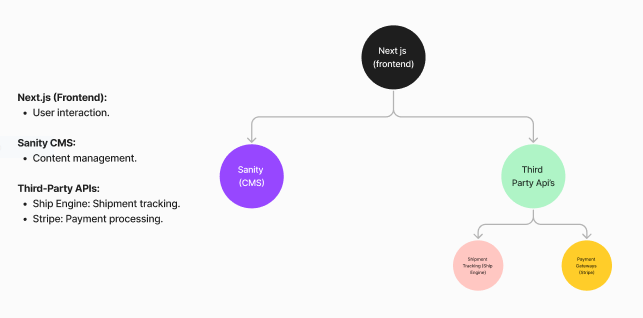 Next.js (Frontend):
• User interaction.
Sanity CMS:
• Content management.
Third-Party APIs:
• Ship Engine: Shipment tracking.
• Stripe: Payment processing.
Next js
(frontend)
Sanity
(CMS)
Third
Party Api's
Shipment
Tracking (Ship
Engine)
Payment
Gateways
(Stripe)